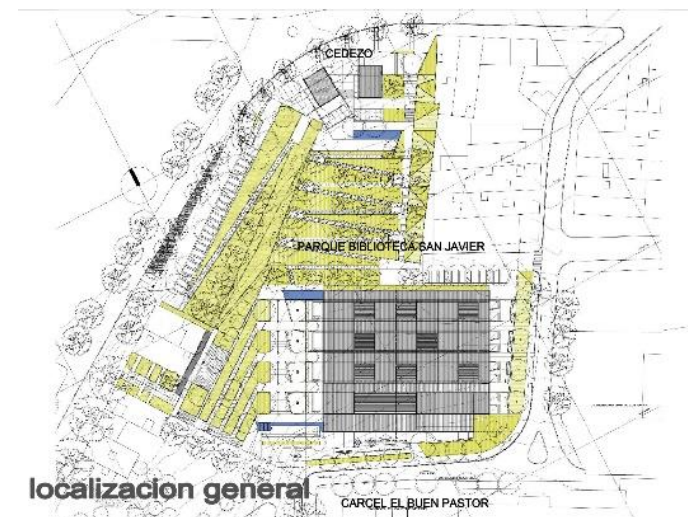 CEDEZO
PARQUE BIBLIOTECA SAN JAVIER
localizacion general
CARCEL EL BUEN PASTOR